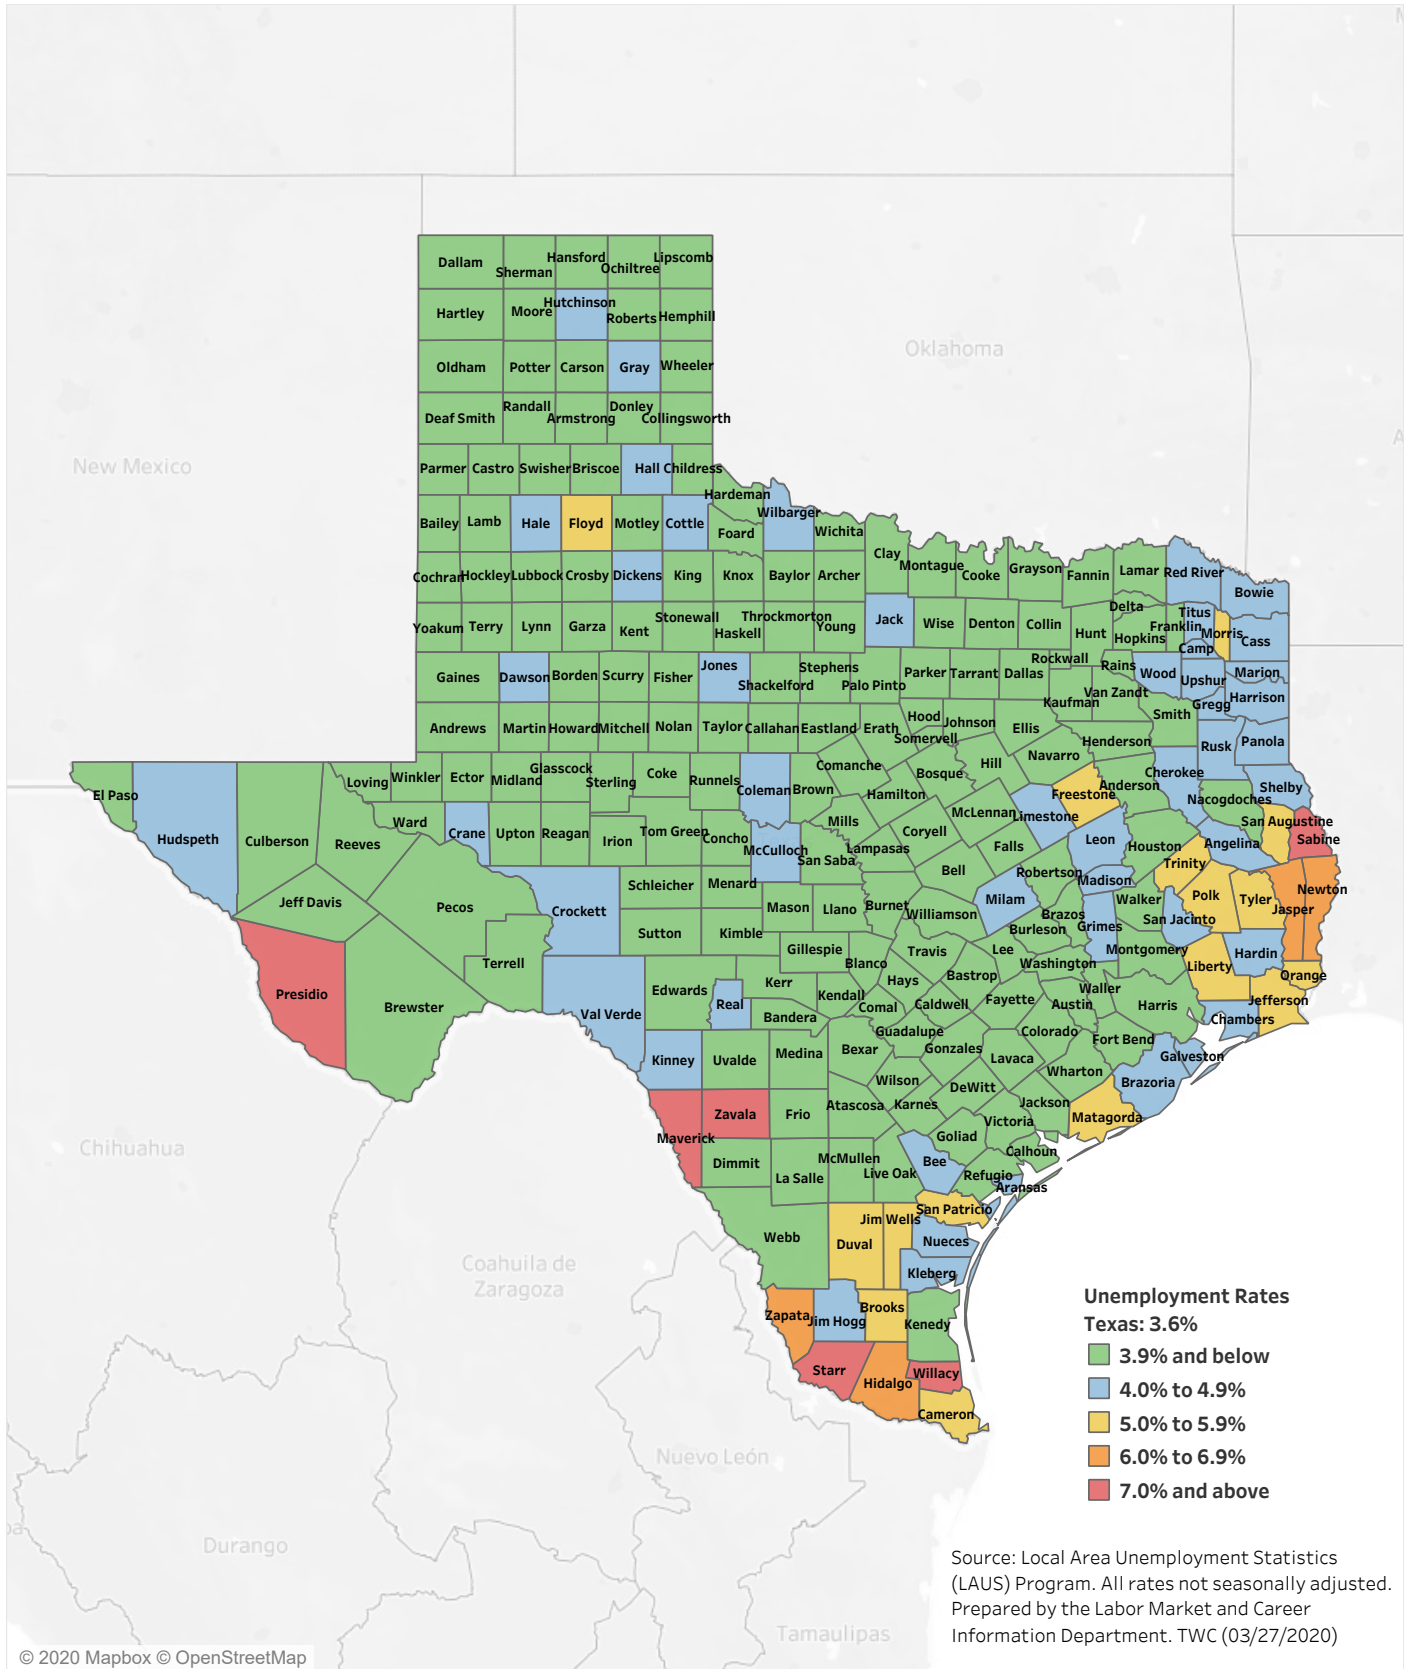 Oklahoma
New Mexico
Chihuahua
Coahuila de
Zaragoza
Nuevo León
Durango
Tamaulipas
Dallam
Sherman
Hansford
Ochiltree
Lipscomb
Hartley
Moore
Hutchinson
Roberts
Hemphill
Oldham
Potter
Carson
Gray
Wheeler
Deaf Smith
Randall
Armstrong
Donley
Collingsworth
Parmer
Castro
Swisher
Briscoe
Hall
Childress
Hardeman
Bailey
Lamb
Hale
Floyd
Motley
Cottle
Foard
Wilbarger
Wichita
Clay
Montague
Cooke
Grayson
Fannin
Lamar
Red River
Bowie
Cochran
Hockley
Lubbock
Crosby
Dickens
King
Knox
Baylor
Archer
Yoakum
Terry
Lynn
Garza
Kent
Stonewall
Haskell
Throckmorton
Young
Jack
Wise
Denton
Collin
Hunt
Delta
Hopkins
Franklin
Titus
Camp
Morris
Cass
Gaines
Dawson
Borden
Scurry
Fisher
Jones
Shackelford
Stephens
Palo Pinto
Parker
Tarrant
Dallas
Rockwall
Rains
Kaufman
Van Zandt
Wood
Upshur
Marion
Harrison
Gregg
Smith
Andrews
Martin
Howard
Mitchell
Nolan
Taylor
Callahan
Eastland
Erath
Hood
Somervell
Johnson
Ellis
Henderson
Rusk
Panola
El Paso
Hudspeth
Culberson
Reeves
Loving
Winkler
Ector
Midland
Glasscock
Sterling
Coke
Runnels
Coleman
Brown
Comanche
Hamilton
Bosque
Hill
Navarro
Freestone
Anderson
Cherokee
Nacogdoches
Shelby
Ward
Crane
Upton
Reagan
Irion
Tom Green
Concho
McCulloch
San Saba
Mills
Lampasas
Coryell
McLennan
Limestone
Falls
Leon
Houston
Angelina
San Augustine
Sabine
Trinity
Jeff Davis
Pecos
Crockett
Schleicher
Menard
Mason
Llano
Burnet
Bell
Williamson
Milam
Robertson
Madison
Brazos
Burleson
Grimes
Walker
San Jacinto
Polk
Tyler
Jasper
Newton
Presidio
Brewster
Terrell
Val Verde
Sutton
Kimble
Gillespie
Blanco
Travis
Hays
Lee
Bastrop
Washington
Montgomery
Liberty
Hardin
Orange
Jefferson
Chambers
Edwards
Kerr
Real
Bandera
Kendall
Comal
Caldwell
Fayette
Austin
Waller
Harris
Kinney
Uvalde
Medina
Bexar
Guadalupe
Gonzales
Lavaca
Colorado
Fort Bend
Galveston
Brazoria
Wharton
Matagorda
Maverick
Zavala
Frio
Atascosa
Wilson
Karnes
DeWitt
Jackson
Victoria
Goliad
Calhoun
Dimmit
La Salle
McMullen
Live Oak
Bee
Refugio
Aransas
San Patricio
Webb
Duval
Jim Wells
Nueces
Kleberg
Zapata
Jim Hogg
Brooks
Kenedy
Starr
Hidalgo
Willacy
Cameron
Unemployment Rates
Texas: 3.6%
3.9% and below
4.0% to 4.9%
5.0% to 5.9%
6.0% to 6.9%
7.0% and above
Source: Local Area Unemployment Statistics
(LAUS) Program. All rates not seasonally adjusted.
Prepared by the Labor Market and Career
Information Department. TWC (03/27/2020)
© 2020 Mapbox © OpenStreetMap